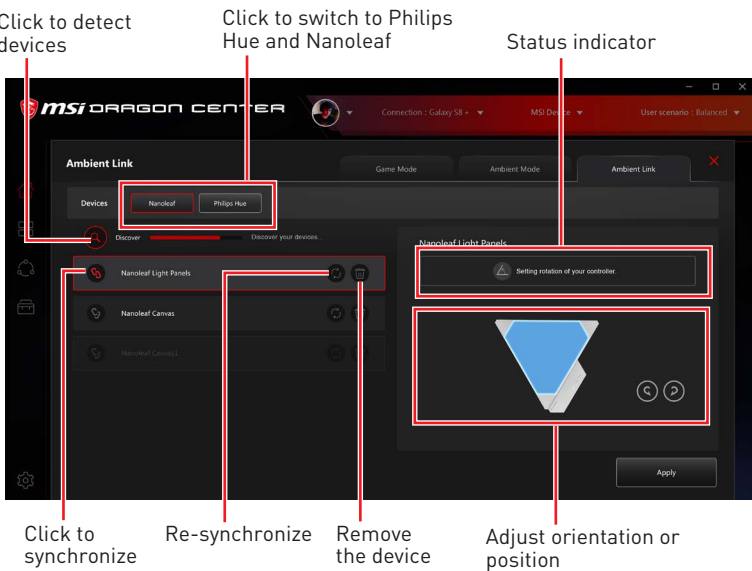 Click to detect
devices
Click to switch to Philips
Hue and Nanoleaf
Status indicator
msi DRAGON CENTER
Connection : Galaxy S8 +
MSI Device
User scenario : Balanced
Ambient Link
Game Mode
Ambient Mode
Ambient Link
Devices
Nanoleaf
Philips Hue
Discover
Discover your devices...
Nanoleaf Light Panels
Nanoleaf Light Panels
Setting rotation of your controller.
Nanoleaf Canvas
Nanoleaf Canvas1
Apply
Click to
synchronize
Re-synchronize
Remove
the device
Adjust orientation or
position